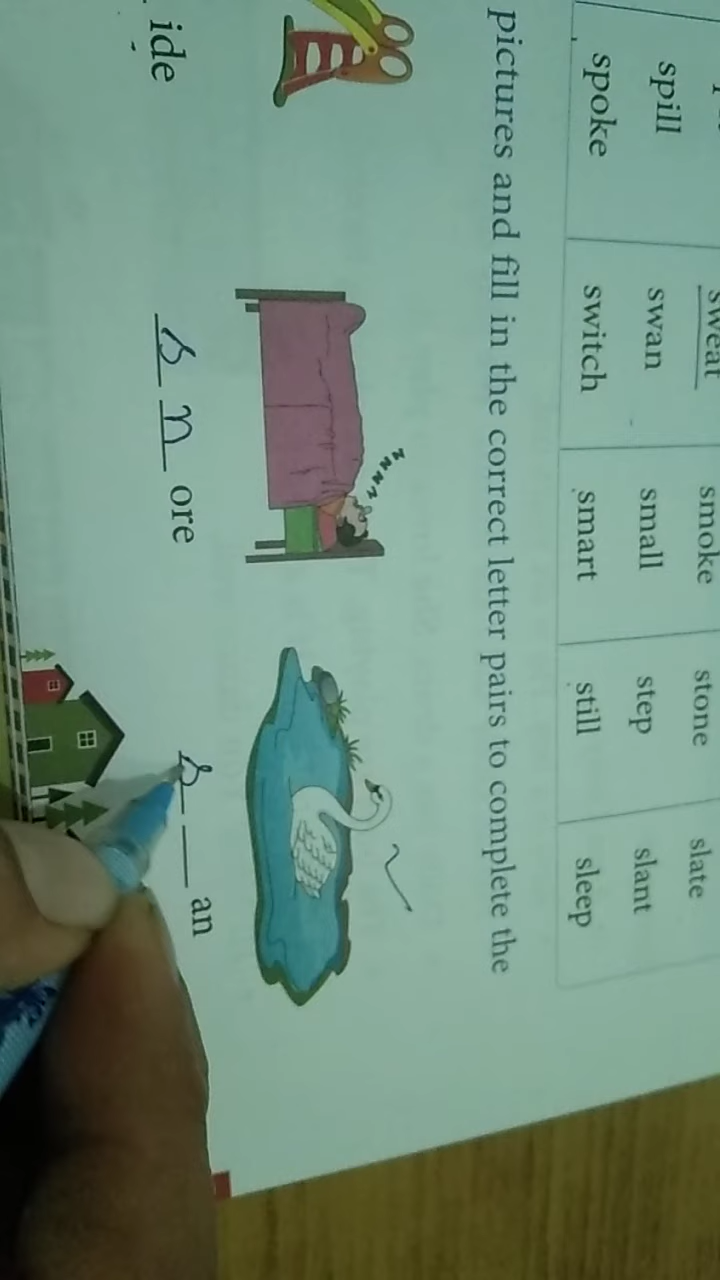 sweat smoke stone slate
spill swan small step slant
spoke switch smart still sleep
pictures and fill in the correct letter pairs to complete the
zzzzz
ide s n ore s _ an